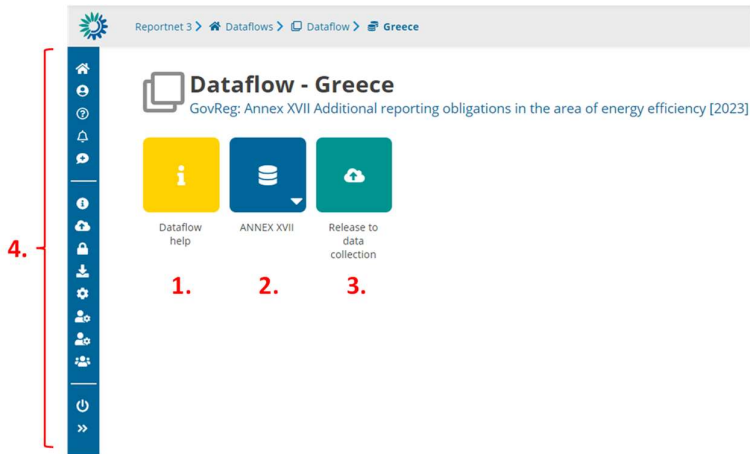 Reportnet 3 > Dataflows > Dataflow > Greece
Dataflow - Greece
GovReg: Annex XVII Additional reporting obligations in the area of energy efficiency [2023]
Dataflow help
ANNEX XVII
Release to data collection
1.
2.
3.
4.